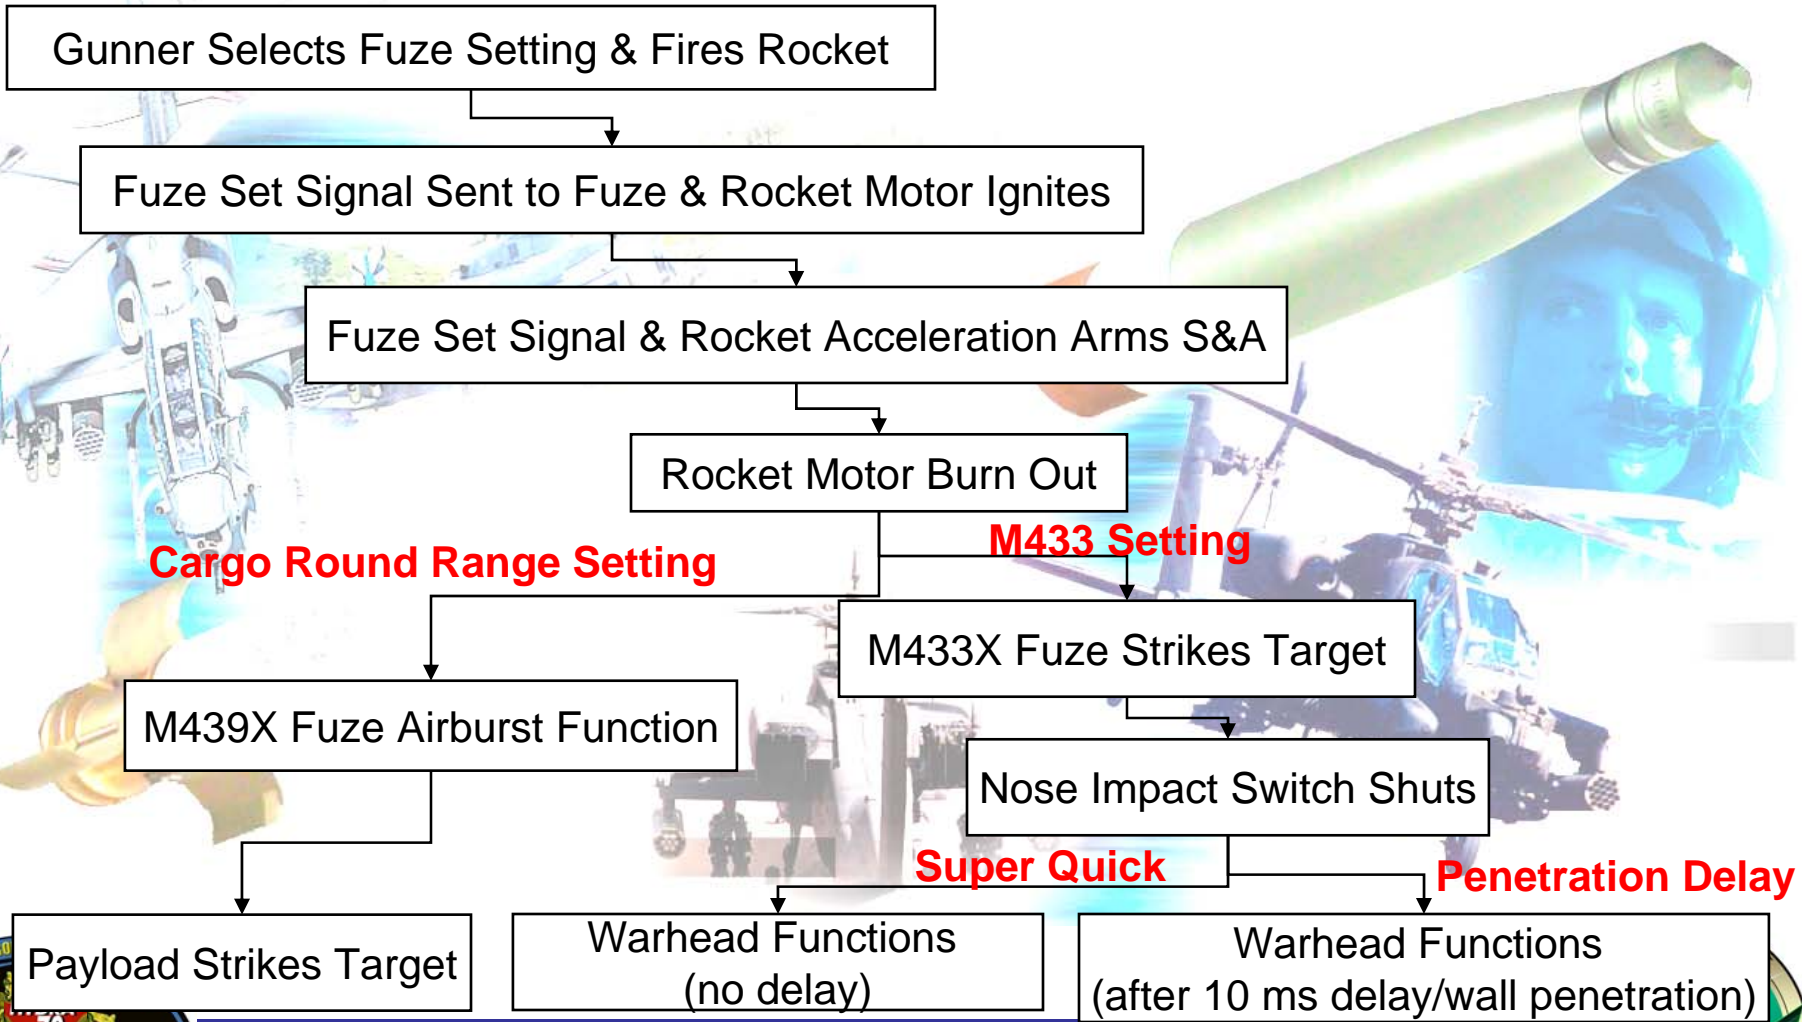 Gunner Selects Fuze Setting & Fires Rocket
Fuze Set Signal Sent to Fuze & Rocket Motor Ignites
Fuze Set Signal & Rocket Acceleration Arms S&A
Rocket Motor Burn Out
M433 Setting
Cargo Round Range Setting
M433X Fuze Strikes Target
M439X Fuze Airburst Function
Nose Impact Switch Shuts
Super Quick
Penetration Delay
Payload Strikes Target
Warhead Functions
(no delay)
Warhead Functions
(after 10 ms delay/wall penetration)